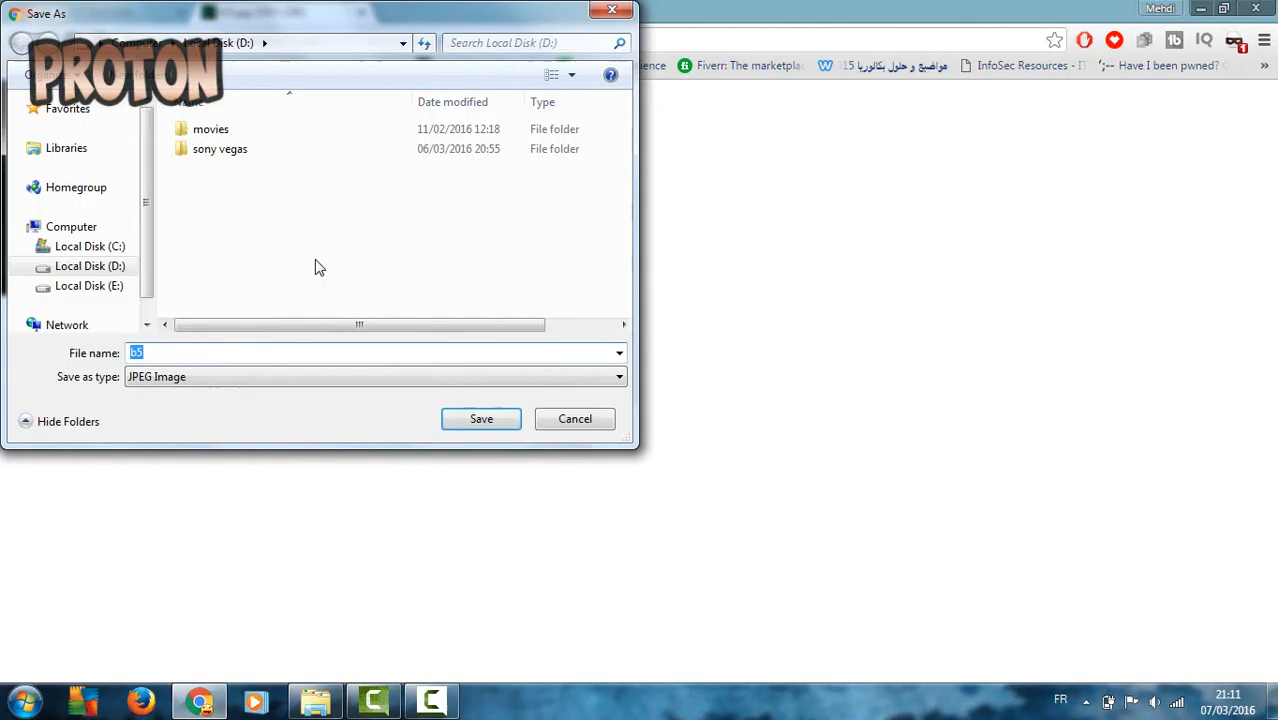 Save As
Mehdi
Computer Local Disk (D:)
Search Local Disk (D:)
PROTON
ience
Fiverr: The marketplac
مواضيع و حلول بكالوريا 15
InfoSec Resources - IT
Have I been pwned?
»
Date modified
Type
Favorites
movies 11/02/2016 12:18 File folder
Libraries
sony vegas 06/03/2016 20:55 File folder
Homegroup
Computer
Local Disk (C:)
Local Disk (D:)
Local Disk (E:)
Network
File name: b5
Save as type: JPEG Image
Hide Folders
Save
Cancel
FR
21:11
07/03/2016